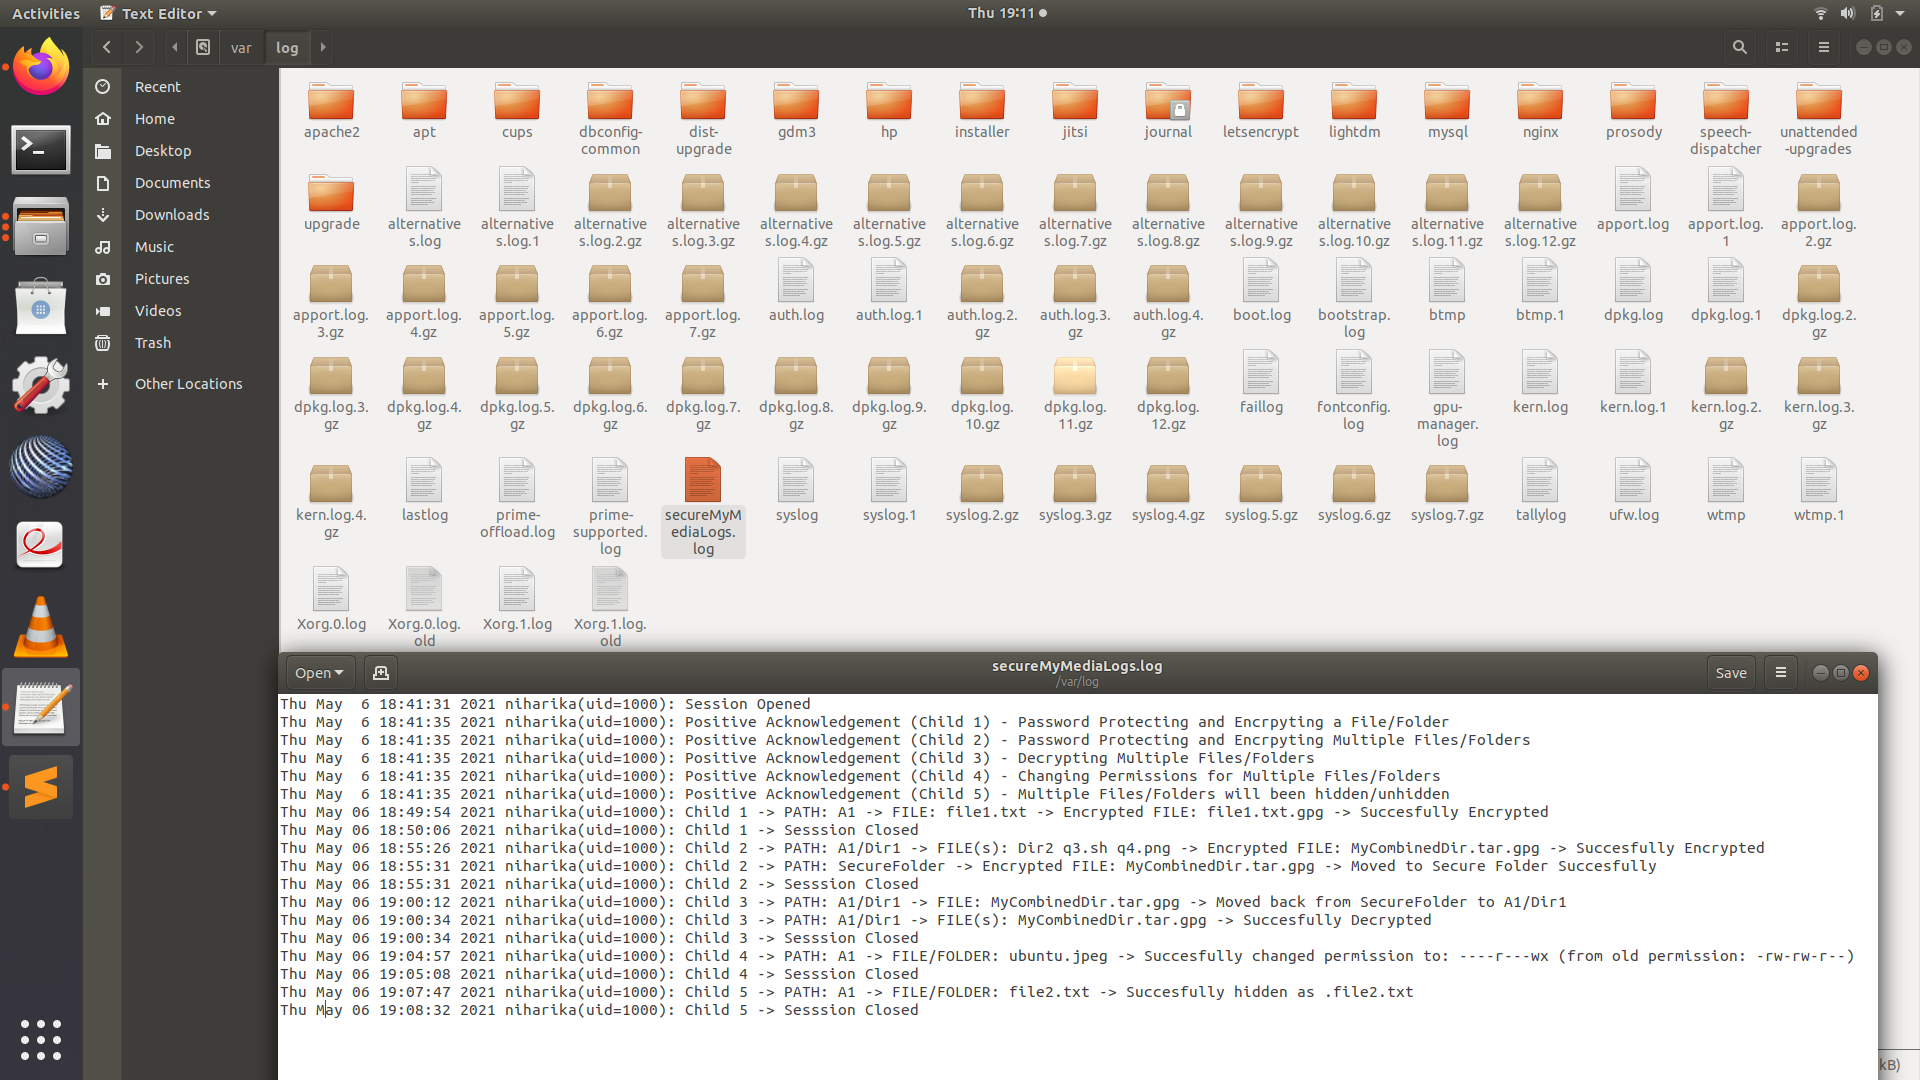 Activities Text Editor Thu 19:11
var log
Recent
Home
Desktop
Documents
Downloads
Music
Pictures
Videos
Trash
Other Locations
apache2 apt cups dbconfig- dist- gdm3 hp installer jitsi journal letsencrypt lightdm mysql nginx prosody speech- unattended
common upgrade dispatcher -upgrades
upgrade alternative alternative alternative alternative alternative alternative alternative alternative alternative alternative alternative alternative alternative apport.log apport.log. apport.log.
s.log s.log.1 s.log.2.gz s.log.3.gz s.log.4.gz s.log.5.gz s.log.6.gz s.log.7.gz s.log.8.gz s.log.9.gz s.log.10.gz s.log.11.gz s.log.12.gz 1 2.gz
apport.log. apport.log. apport.log. apport.log. apport.log. auth.log auth.log.1 auth.log.2. auth.log.3. auth.log.4. boot.log bootstrap. btmp btmp.1 dpkg.log dpkg.log.1 dpkg.log.2.
3.gz 4.gz 5.gz 6.gz 7.gz gz gz gz log gz
dpkg.log.3. dpkg.log.4. dpkg.log.5. dpkg.log.6. dpkg.log.7. dpkg.log.8. dpkg.log.9. dpkg.log. dpkg.log. dpkg.log. faillog fontconfig. gpu- kern.log kern.log.1 kern.log.2. kern.log.3.
gz gz gz gz gz gz gz 10.gz 11.gz 12.gz log manager. gz gz
log
kern.log.4. lastlog prime- prime- secureMyM syslog syslog.1 syslog.2.gz syslog.3.gz syslog.4.gz syslog.5.gz syslog.6.gz syslog.7.gz tallylog ufw.log wtmp wtmp.1
gz offload.log supported. ediaLogs.
log log
Xorg.0.log Xorg.0.log. Xorg.1.log Xorg.1.log.
old old
Open secureMyMediaLogs.log Save
/var/log
Thu May  6 18:41:31 2021 niharika(uid=1000): Session Opened
Thu May  6 18:41:35 2021 niharika(uid=1000): Positive Acknowledgement (Child 1) - Password Protecting and Encrpyting a File/Folder
Thu May  6 18:41:35 2021 niharika(uid=1000): Positive Acknowledgement (Child 2) - Password Protecting and Encrpyting Multiple Files/Folders
Thu May  6 18:41:35 2021 niharika(uid=1000): Positive Acknowledgement (Child 3) - Decrypting Multiple Files/Folders
Thu May  6 18:41:35 2021 niharika(uid=1000): Positive Acknowledgement (Child 4) - Changing Permissions for Multiple Files/Folders
Thu May  6 18:41:35 2021 niharika(uid=1000): Positive Acknowledgement (Child 5) - Multiple Files/Folders will been hidden/unhidden
Thu May 06 18:49:54 2021 niharika(uid=1000): Child 1 -> PATH: A1 -> FILE: file1.txt -> Encrypted FILE: file1.txt.gpg -> Succesfully Encrypted
Thu May 06 18:50:06 2021 niharika(uid=1000): Child 1 -> Sesssion Closed
Thu May 06 18:55:26 2021 niharika(uid=1000): Child 2 -> PATH: A1/Dir1 -> FILE(s): Dir2 q3.sh q4.png -> Encrypted FILE: MyCombinedDir.tar.gpg -> Succesfully Encrypted
Thu May 06 18:55:31 2021 niharika(uid=1000): Child 2 -> PATH: SecureFolder -> Encrypted FILE: MyCombinedDir.tar.gpg -> Moved to Secure Folder Succesfully
Thu May 06 18:55:31 2021 niharika(uid=1000): Child 2 -> Sesssion Closed
Thu May 06 19:00:12 2021 niharika(uid=1000): Child 3 -> PATH: A1/Dir1 -> FILE: MyCombinedDir.tar.gpg -> Moved back from SecureFolder to A1/Dir1
Thu May 06 19:00:34 2021 niharika(uid=1000): Child 3 -> PATH: A1/Dir1 -> FILE(s): MyCombinedDir.tar.gpg -> Succesfully Decrypted
Thu May 06 19:00:34 2021 niharika(uid=1000): Child 3 -> Sesssion Closed
Thu May 06 19:04:57 2021 niharika(uid=1000): Child 4 -> PATH: A1 -> FILE/FOLDER: ubuntu.jpeg -> Succesfully changed permission to: ----r---wx (from old permission: -rw-rw-r--)
Thu May 06 19:05:08 2021 niharika(uid=1000): Child 4 -> Sesssion Closed
Thu May 06 19:07:47 2021 niharika(uid=1000): Child 5 -> PATH: A1 -> FILE/FOLDER: file2.txt -> Succesfully hidden as .file2.txt
Thu May 06 19:08:32 2021 niharika(uid=1000): Child 5 -> Sesssion Closed
kB)